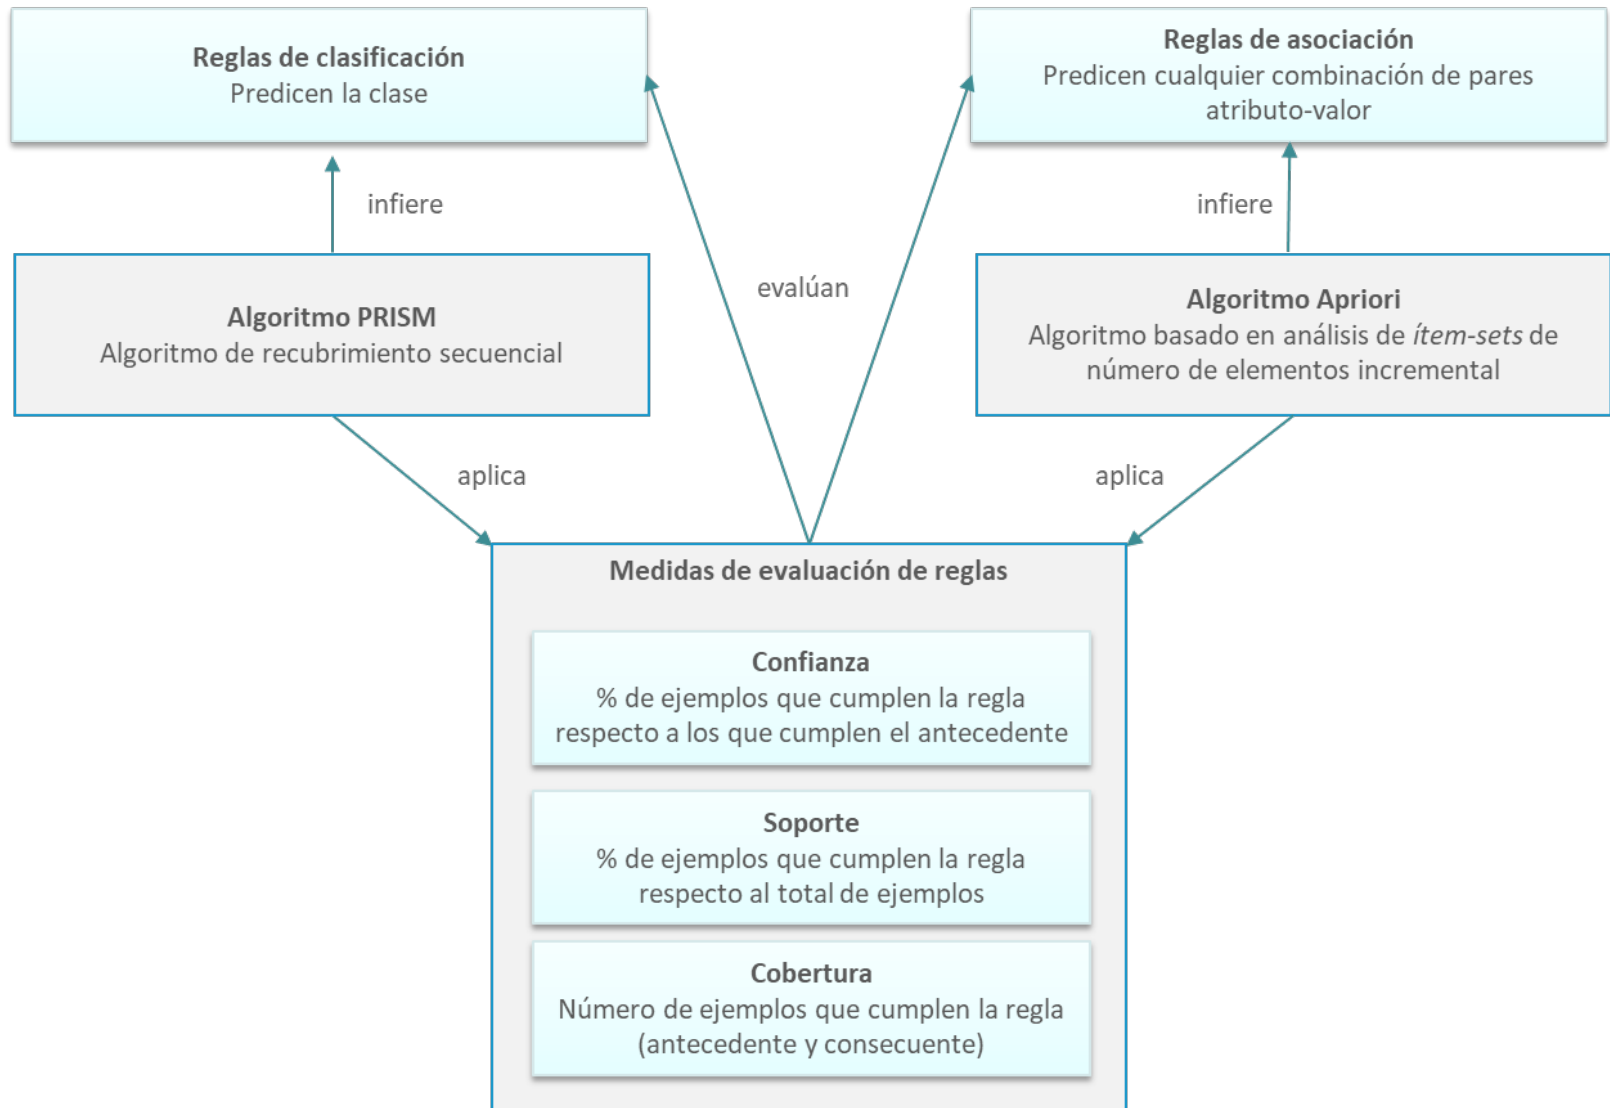 Reglas de clasificación
Predicen la clase
Reglas de asociación
Predicen cualquier combinación de pares
atributo-valor
infiere
infiere
evalúan
Algoritmo PRISM
Algoritmo de recubrimiento secuencial
Algoritmo Apriori
Algoritmo basado en análisis de ítem-sets de
número de elementos incremental
aplica
aplica
Medidas de evaluación de reglas
Confianza
% de ejemplos que cumplen la regla
respecto a los que cumplen el antecedente
Soporte
% de ejemplos que cumplen la regla
respecto al total de ejemplos
Cobertura
Número de ejemplos que cumplen la regla
(antecedente y consecuente)